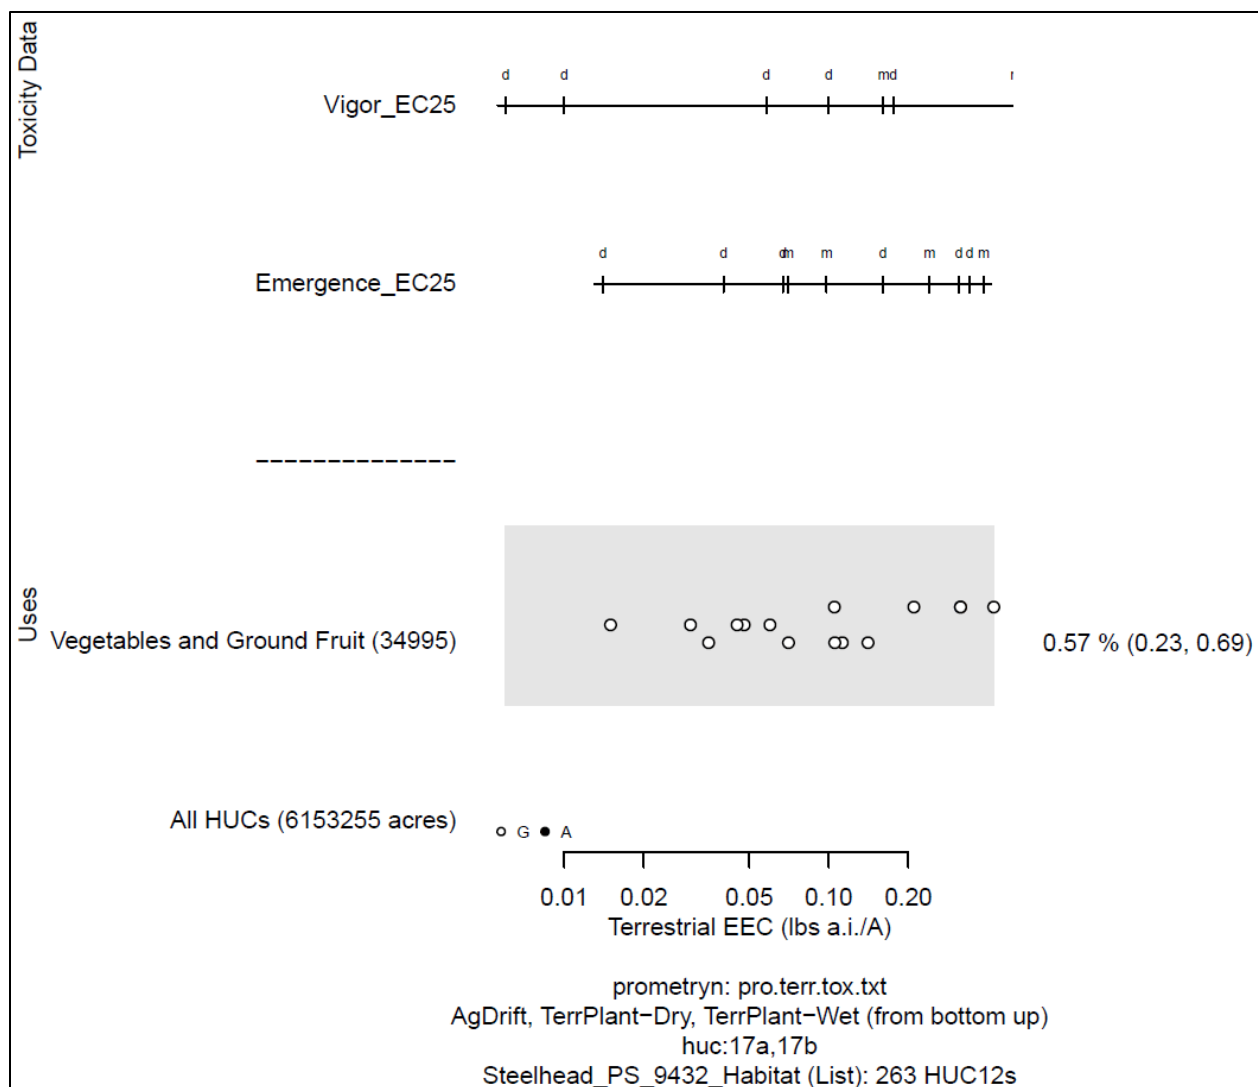 Toxicity Data
d d d d md
Vigor_EC25
d d m d m d d m
Emergence_EC25
--------------
Uses
Vegetables and Ground Fruit (34995)
0.57 % (0.23, 0.69)
All HUCs (6153255 acres)
G A
0.01 0.02 0.05 0.10 0.20
Terrestrial EEC (lbs a.i./A)
prometryn: pro.terr.tox.txt
AgDrift, TerrPlant−Dry, TerrPlant−Wet (from bottom up)
huc:17a,17b
Steelhead_PS_9432_Habitat (List): 263 HUC12s